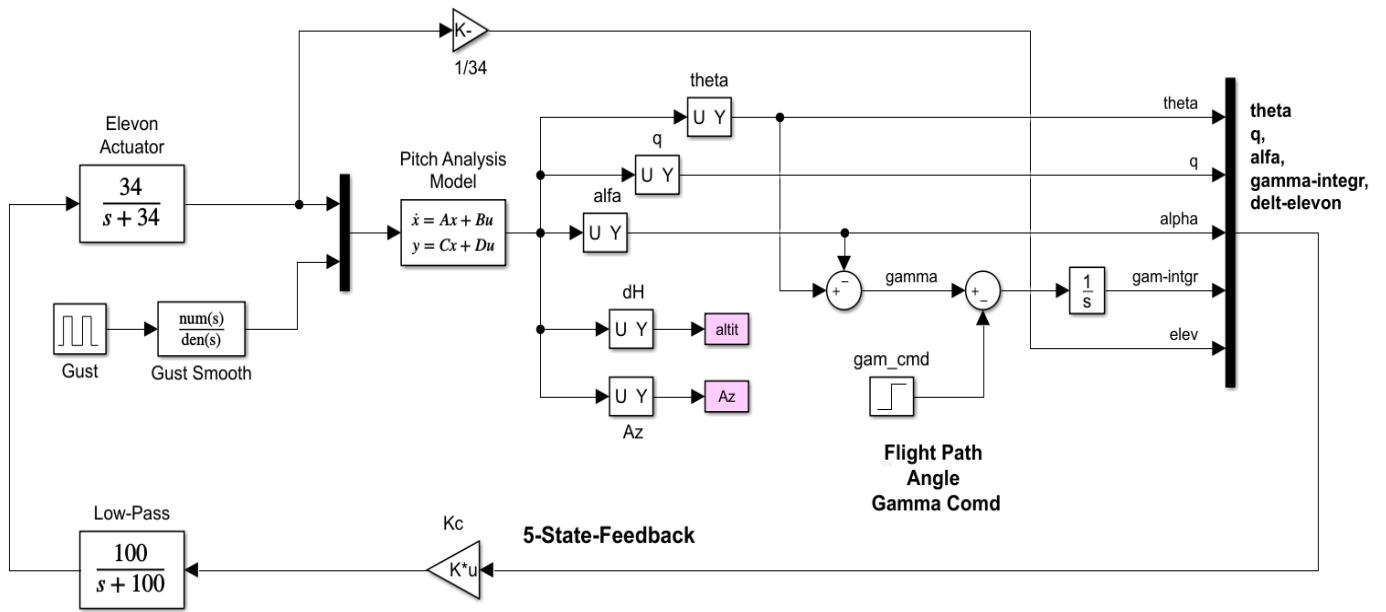 K-
1/34
theta
U Y
theta
theta
q,
alfa,
gamma-integr,
delt-elevon
Elevon
Actuator
34
s + 34
q
U Y
q
Pitch Analysis
Model
ẋ = Ax + Bu
y = Cx + Du
alfa
U Y
alpha
+
−
gamma
+
−
1
s
gam-intgr
dH
U Y
altit
elev
Gust
num(s)
den(s)
Gust Smooth
gam_cmd
U Y
Az
Az
Flight Path
Angle
Gamma Comd
Low-Pass
100
s + 100
Kc
K*u
5-State-Feedback